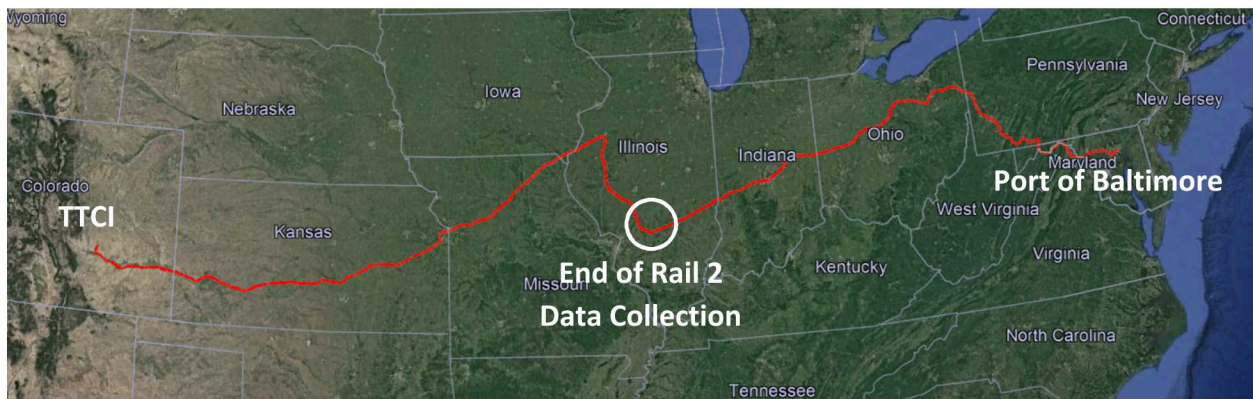 Wyoming
Connecticut
Pennsylvania
Nebraska
Iowa
New Jersey
Illinois
Indiana
Ohio
Maryland
Colorado
TTCI
Port of Baltimore
Kansas
West Virginia
Virginia
End of Rail 2
Missouri
Kentucky
Data Collection
North Carolina
Tennessee